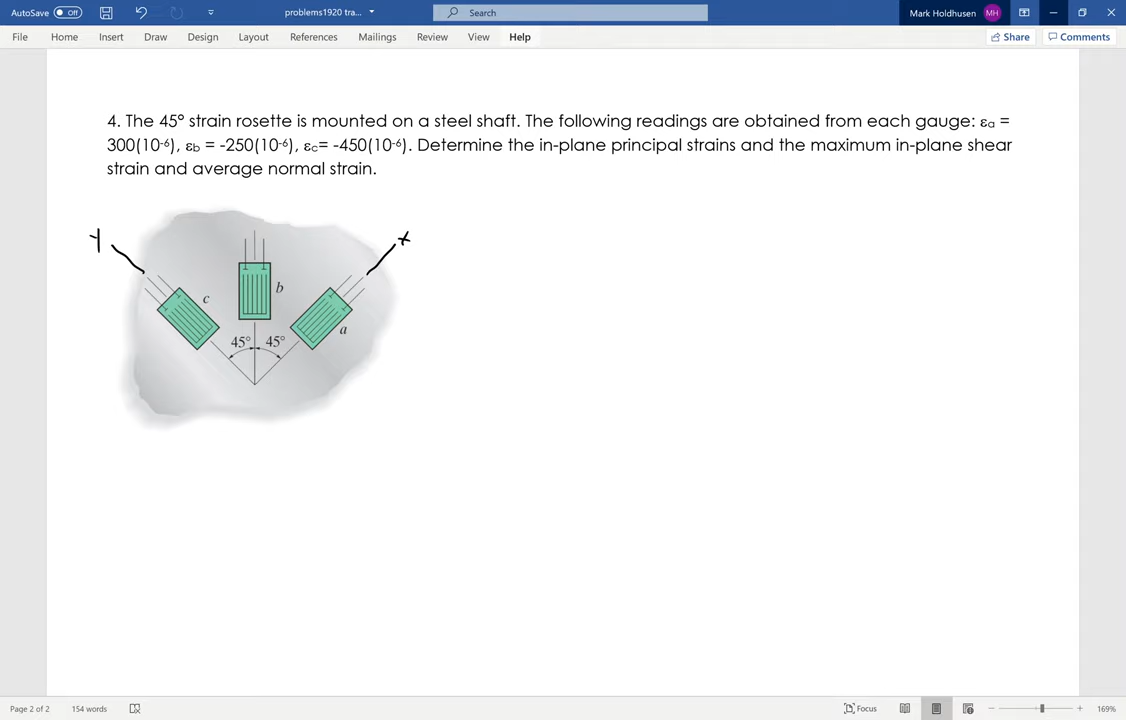 AutoSave Off problems1920 tra... Search Mark Holdhusen MH
File Home Insert Draw Design Layout References Mailings Review View Help Share Comments
4. The 45° strain rosette is mounted on a steel shaft. The following readings are obtained from each gauge: εa =
300(10-6), εb = -250(10-6), εc= -450(10-6). Determine the in-plane principal strains and the maximum in-plane shear
strain and average normal strain.
y x
c b a
45° 45°
Page 2 of 2 154 words Focus 169%